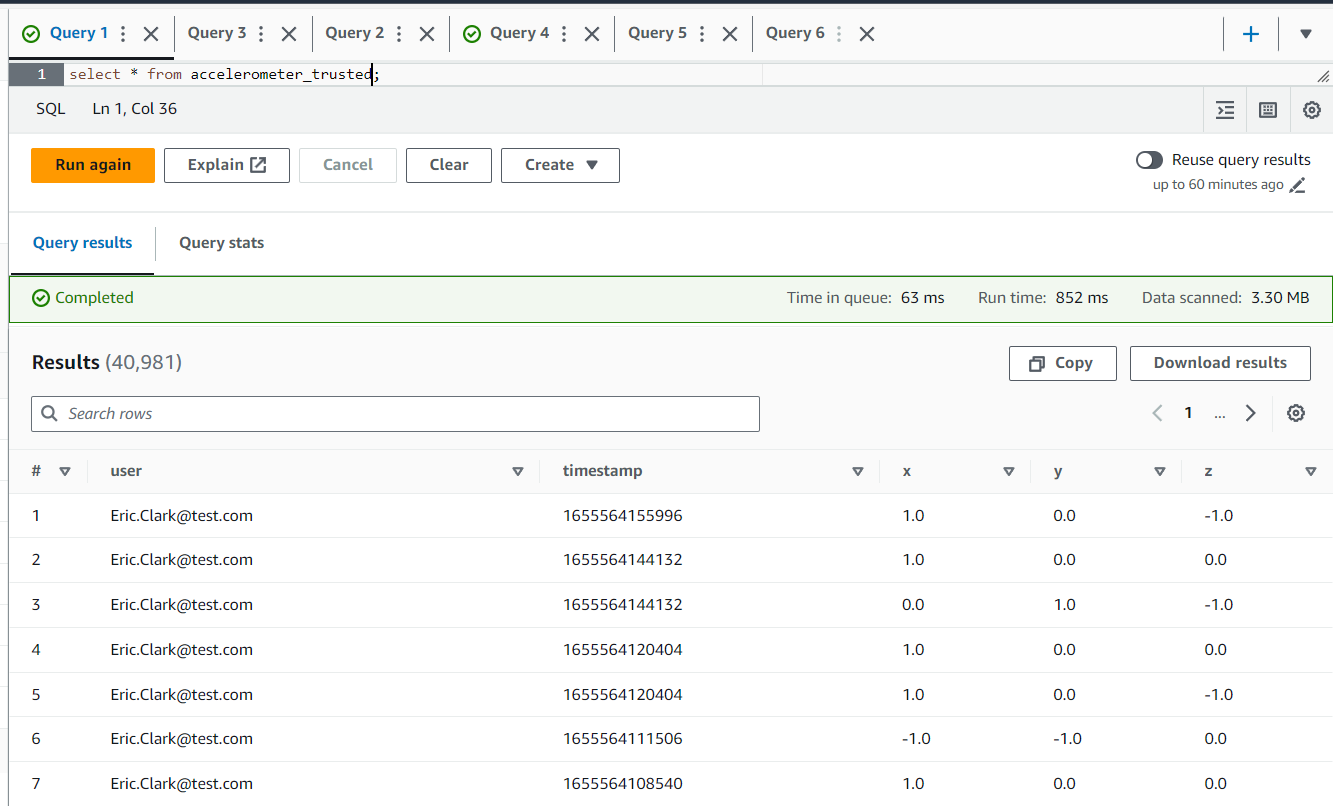 Query 1 Query 3 Query 2 Query 4 Query 5 Query 6
1 select * from accelerometer_trusted;
SQL Ln 1, Col 36
Run again Explain Cancel Clear Create Reuse query results
up to 60 minutes ago
Query results Query stats
Completed Time in queue: 63 ms Run time: 852 ms Data scanned: 3.30 MB
Results (40,981) Copy Download results
Search rows 1 ...
# user timestamp x y z
1 Eric.Clark@test.com 1655564155996 1.0 0.0 -1.0
2 Eric.Clark@test.com 1655564144132 1.0 0.0 0.0
3 Eric.Clark@test.com 1655564144132 0.0 1.0 -1.0
4 Eric.Clark@test.com 1655564120404 1.0 0.0 0.0
5 Eric.Clark@test.com 1655564120404 1.0 0.0 -1.0
6 Eric.Clark@test.com 1655564111506 -1.0 -1.0 0.0
7 Eric.Clark@test.com 1655564108540 1.0 0.0 0.0